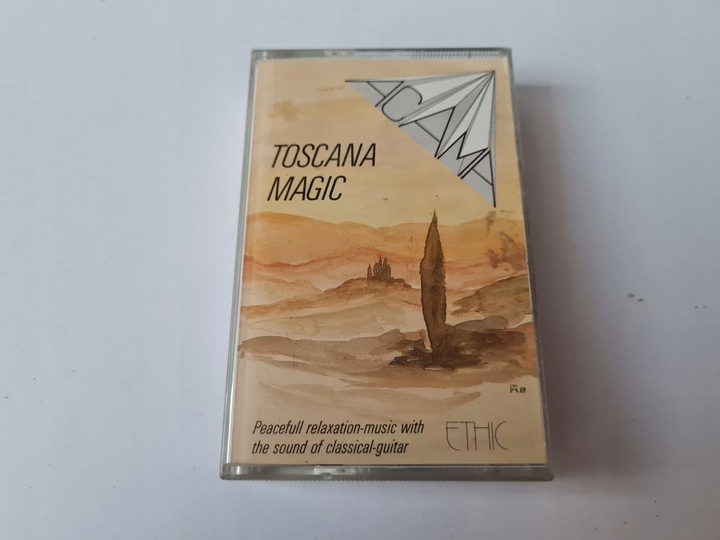 ACAMA
TOSCANA
MAGIC
Peacefull relaxation-music with
the sound of classical-guitar
ETHIC